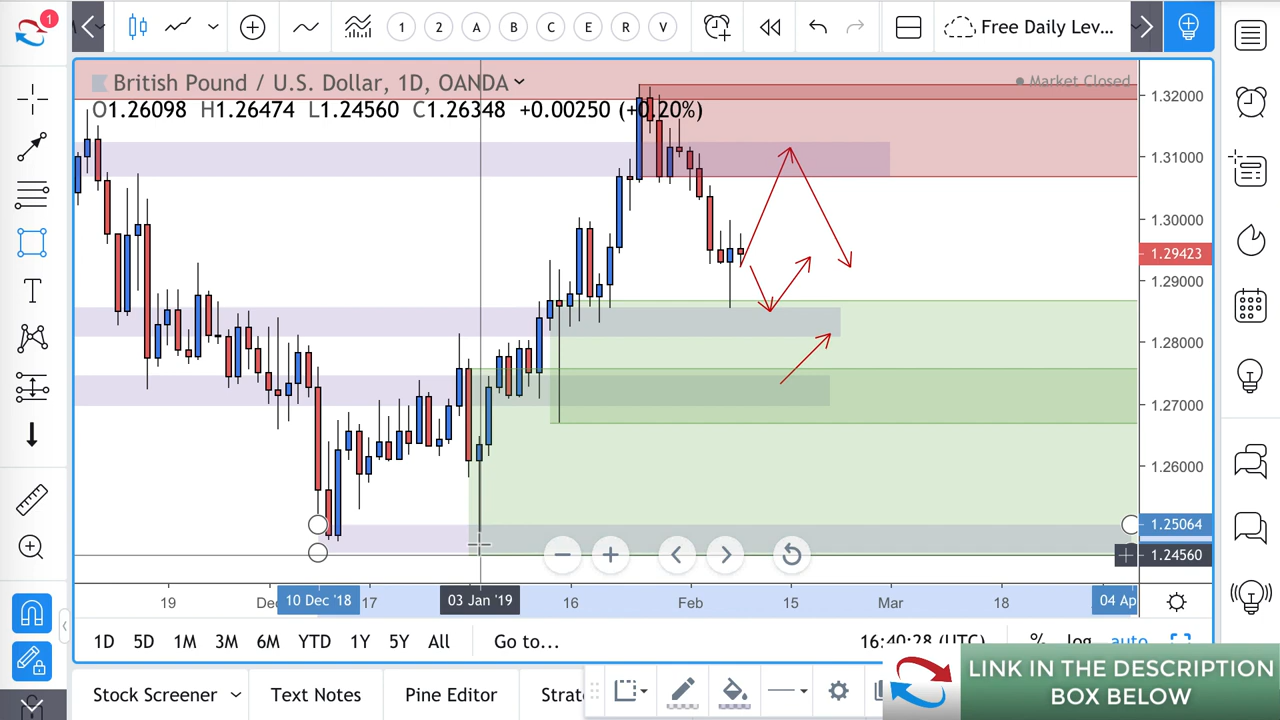 1
1 2 A B C E R V
Free Daily Lev...
British Pound / U.S. Dollar, 1D, OANDA
Market Closed
O1.26098 H1.26474 L1.24560 C1.26348 +0.00250 (+0.20%)
1.32000
1.31000
1.30000
1.29423
1.29000
1.28000
1.27000
1.26000
1.25064
1.24560
19 Dec 10 Dec '18 17 03 Jan '19 16 Feb 15 Mar 18 04 Ap
1D 5D 1M 3M 6M YTD 1Y 5Y All Go to... 16:40:28 (UTC) % log auto
Stock Screener Text Notes Pine Editor Strat
LINK IN THE DESCRIPTION
BOX BELOW